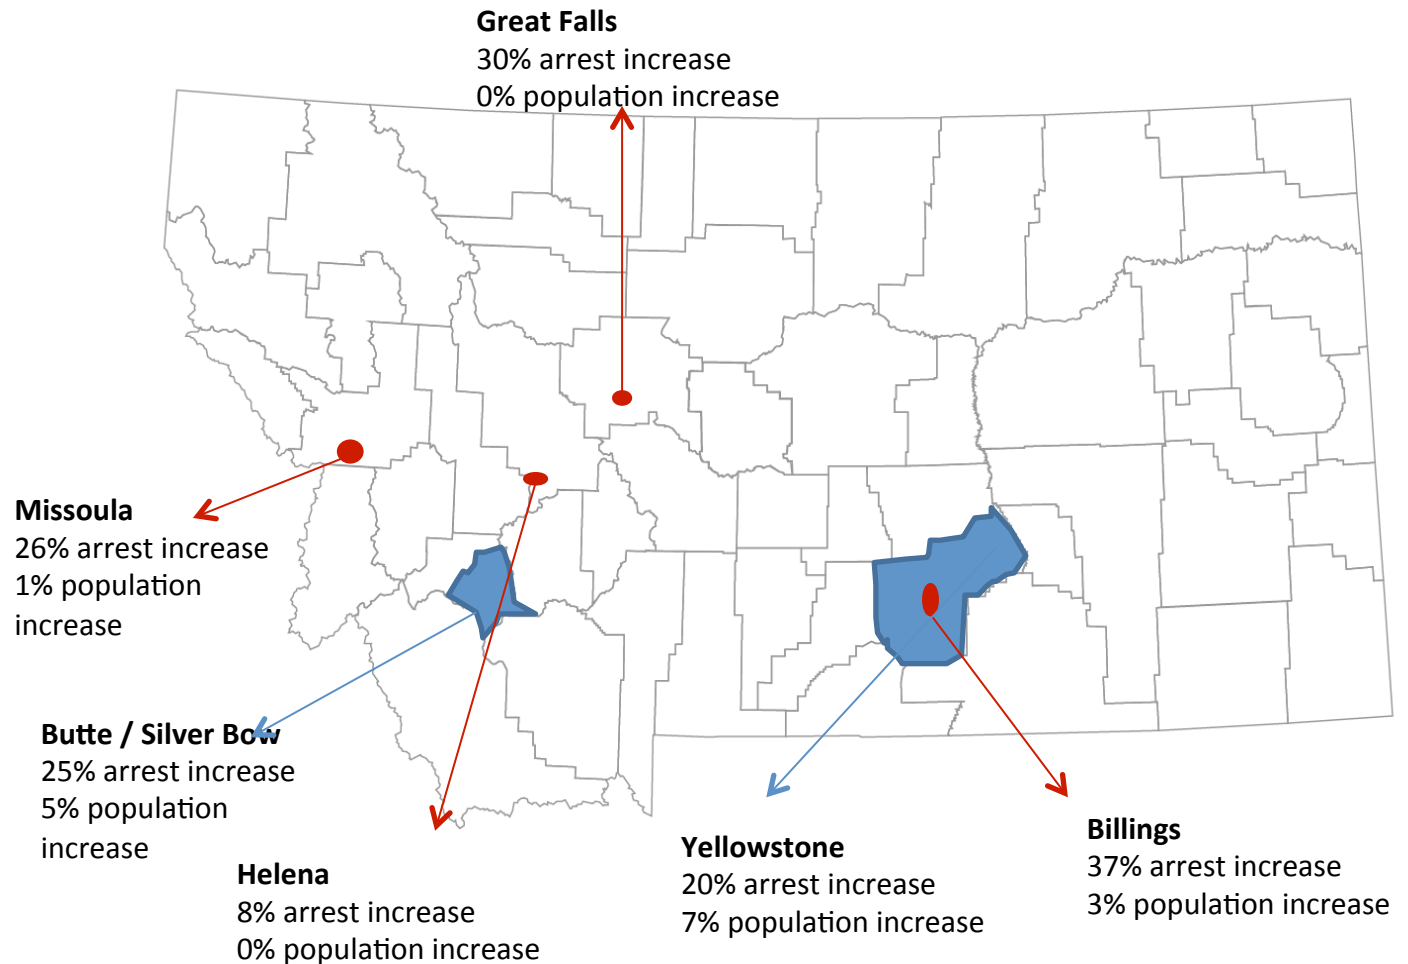 Great Falls
30% arrest increase
0% population increase
Missoula
26% arrest increase
1% population
increase
Butte / Silver Bow
25% arrest increase
5% population
increase
Helena
8% arrest increase
0% population increase
Yellowstone
20% arrest increase
7% population increase
Billings
37% arrest increase
3% population increase